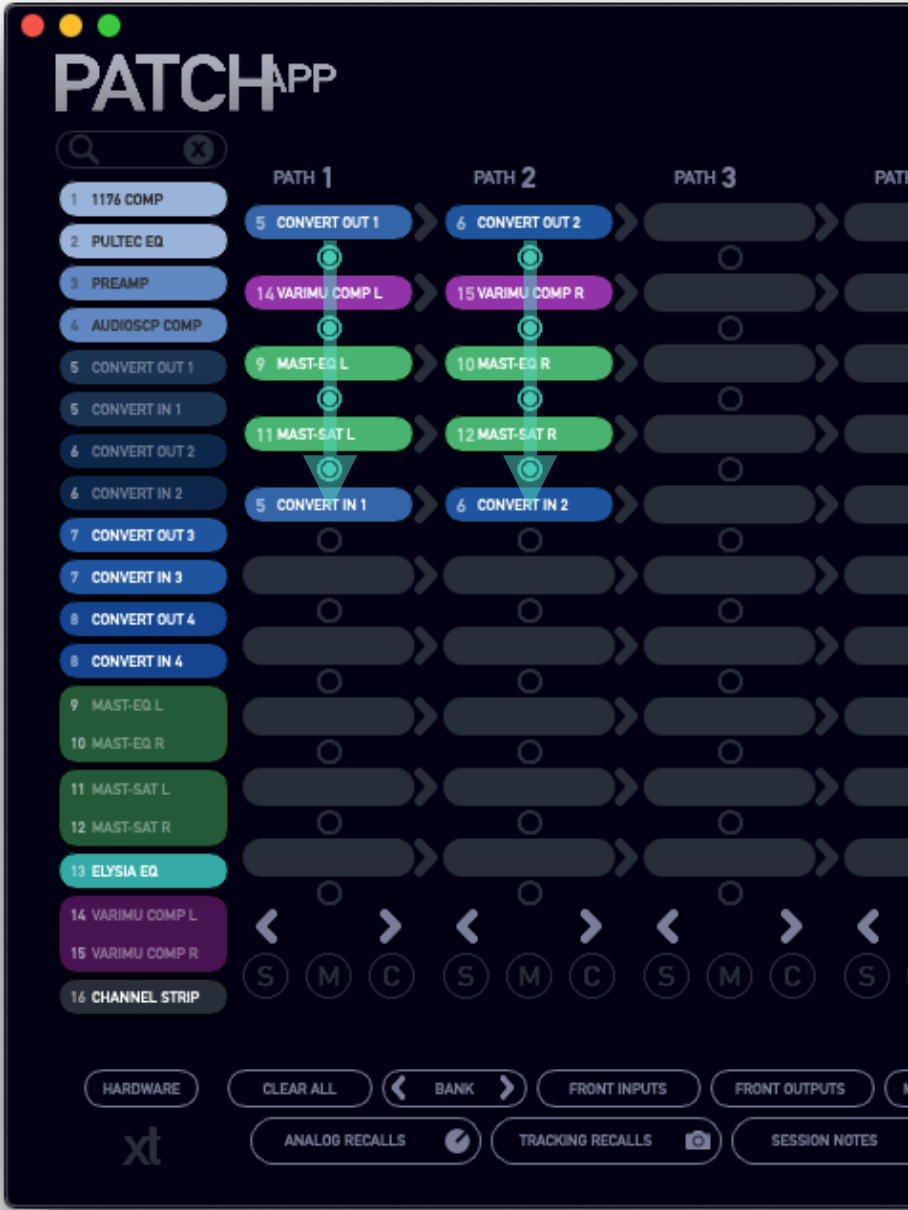 PATCHAPP
PATH 1 PATH 2 PATH 3 PATH
1 1176 COMP
2 PULTEC EQ
3 PREAMP
4 AUDIOSCP COMP
5 CONVERT OUT 1
5 CONVERT IN 1
6 CONVERT OUT 2
6 CONVERT IN 2
7 CONVERT OUT 3
7 CONVERT IN 3
8 CONVERT OUT 4
8 CONVERT IN 4
9 MAST-EQ L
10 MAST-EQ R
11 MAST-SAT L
12 MAST-SAT R
13 ELYSIA EQ
14 VARIMU COMP L
15 VARIMU COMP R
16 CHANNEL STRIP
5 CONVERT OUT 1 6 CONVERT OUT 2
14 VARIMU COMP L 15 VARIMU COMP R
9 MAST-EQ L 10 MAST-EQ R
11 MAST-SAT L 12 MAST-SAT R
5 CONVERT IN 1 6 CONVERT IN 2
S M C S M C S M C S
HARDWARE CLEAR ALL BANK FRONT INPUTS FRONT OUTPUTS
xt ANALOG RECALLS TRACKING RECALLS SESSION NOTES